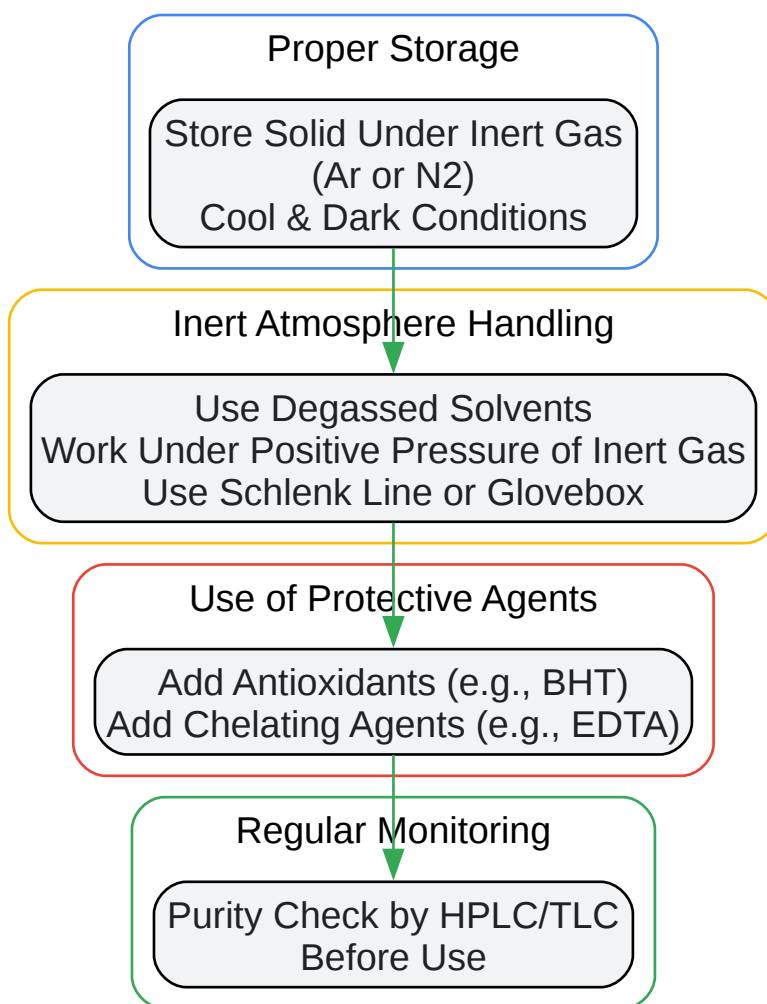 Proper Storage
Store Solid Under Inert Gas
(Ar or N2)
Cool & Dark Conditions
Inert Atmosphere Handling
Use Degassed Solvents
Work Under Positive Pressure of Inert Gas
Use Schlenk Line or Glovebox
Use of Protective Agents
Add Antioxidants (e.g., BHT)
Add Chelating Agents (e.g., EDTA)
Regular Monitoring
Purity Check by HPLC/TLC
Before Use